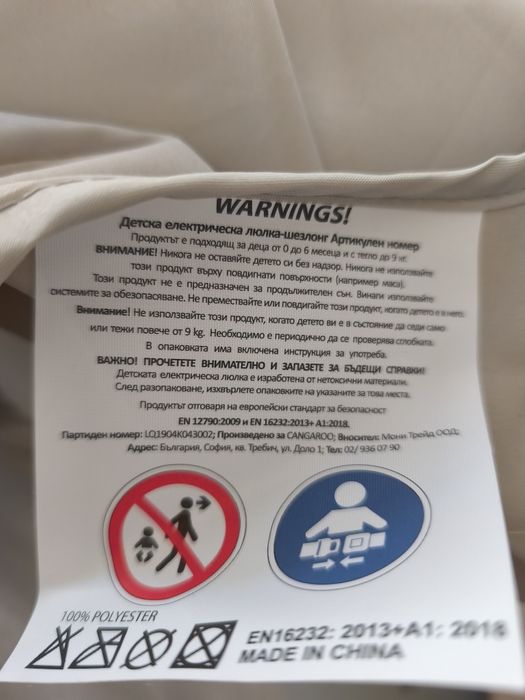 WARNINGS!
Детска електрическа люлка-шезлонг Артикулен номер
Продуктът е подходящ за деца от 0 до 6 месеца и с тегло до 9 кг.
ВНИМАНИЕ! Никога не оставяйте детето си без надзор. Никога не използвайте
този продукт върху повдигнати повърхности (например маса).
Този продукт не е предназначен за продължителен сън. Винаги използвайте
системите за обезопасяване. Не премествайте или повдигайте този продукт, когато детето е в него.
Внимание! Не използвайте този продукт, когато детето ви е в състояние да седи само
или тежи повече от 9 kg. Необходимо е периодично да се проверява сглобката.
В опаковката има включена инструкция за употреба.
ВАЖНО! ПРОЧЕТЕТЕ ВНИМАТЕЛНО И ЗАПАЗЕТЕ ЗА БЪДЕЩИ СПРАВКИ!
Детската електрическа люлка е изработена от нетоксични материали.
След разопаковане, изхвърлете опаковките на указаните за това места.
Продуктът отговаря на европейски стандарт за безопасност
EN 12790:2009 и EN 16232:2013+ A1:2018.
Партиден номер: LQ1904K043002; Произведено за CANGAROO; Вносител: Мони Трейд ООД;
Адрес: България, София, кв. Требич, ул. Доло 1; Тел: 02/ 936 07 90
100% POLYESTER
EN16232: 2013+A1: 2018
MADE IN CHINA